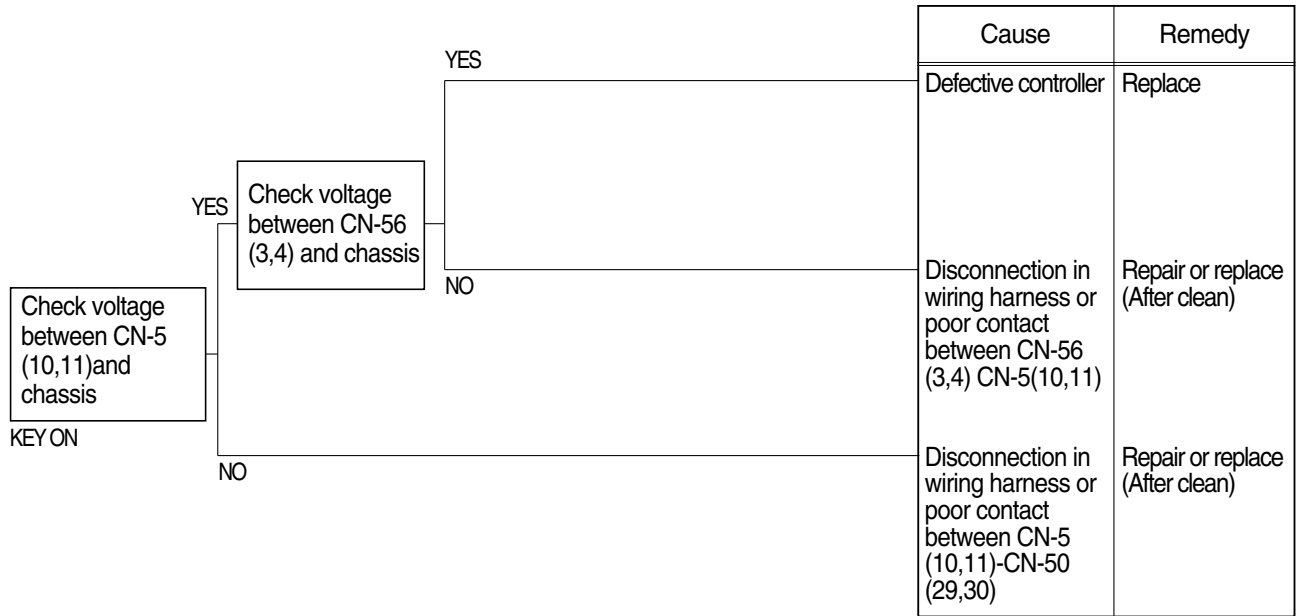 Cause
Remedy
YES
Defective controller
Replace
YES
Check voltage
between CN-56
(3,4) and chassis
NO
Disconnection in
wiring harness or
poor contact
between CN-56
(3,4) CN-5(10,11)
Repair or replace
(After clean)
Check voltage
between CN-5
(10,11)and
chassis
KEY ON
NO
Disconnection in
wiring harness or
poor contact
between CN-5
(10,11)-CN-50
(29,30)
Repair or replace
(After clean)